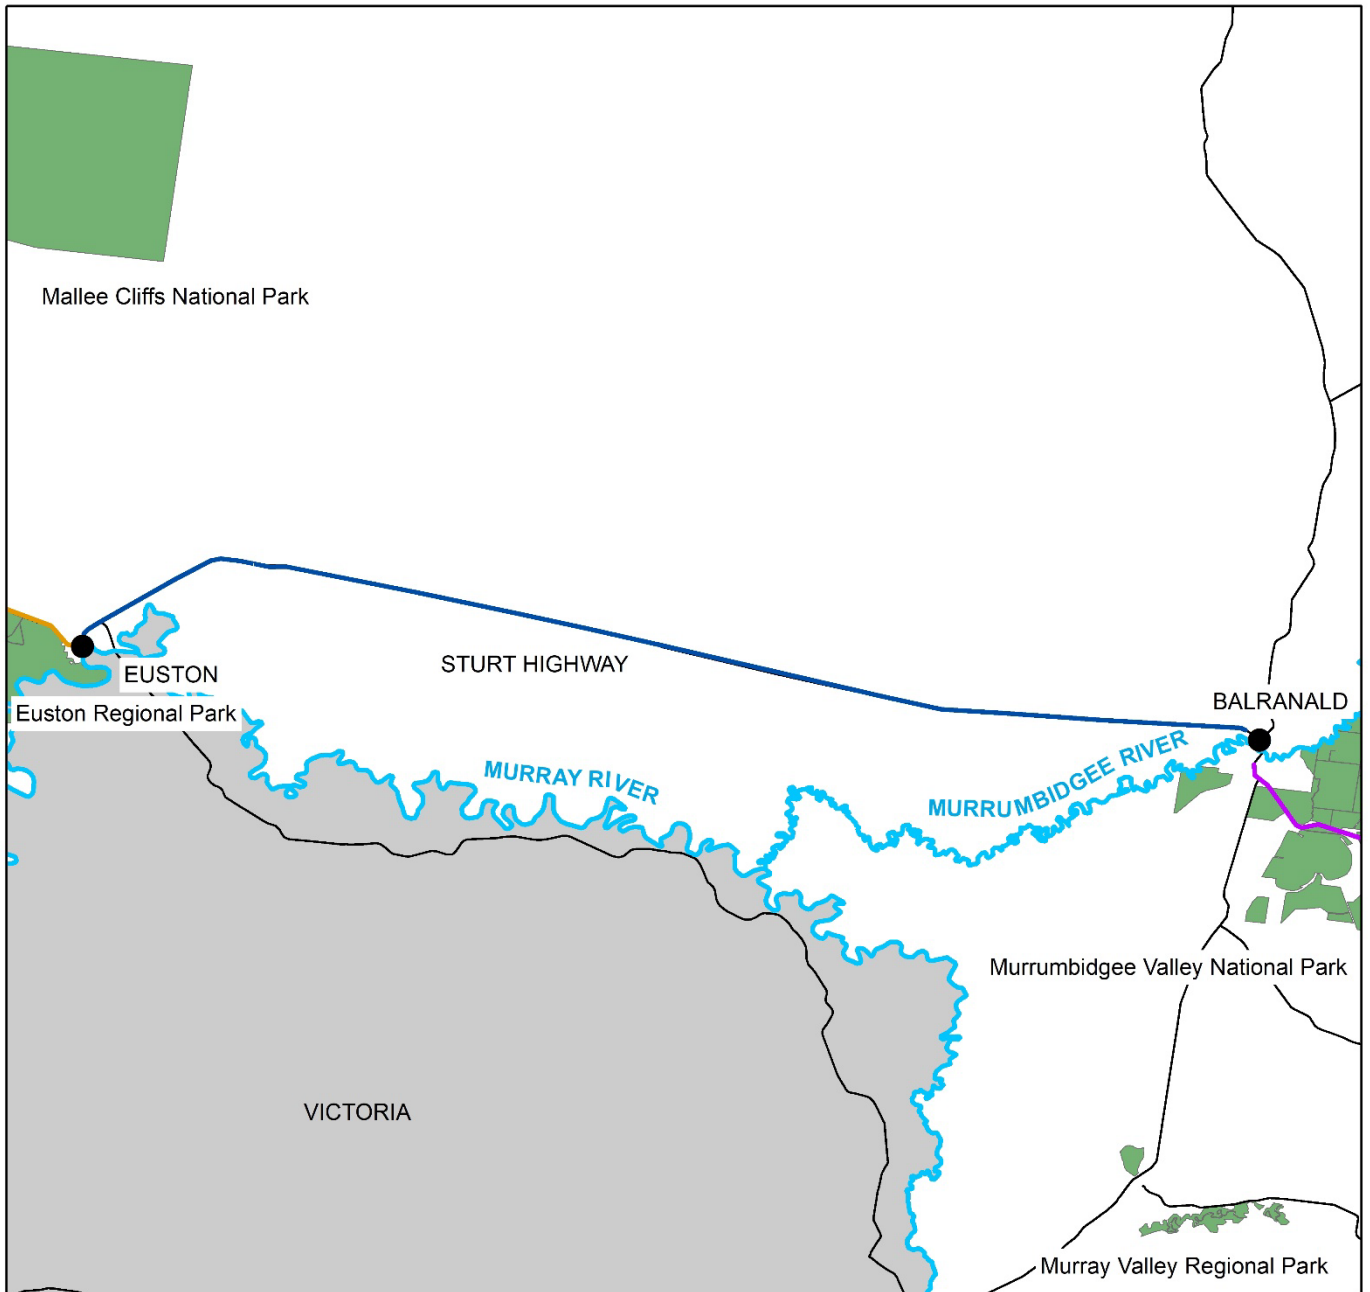 Mallee Cliffs National Park
STURT HIGHWAY
EUSTON
BALRANALD
Euston Regional Park
MURRAY RIVER
MURRUMBIDGEE RIVER
Murrumbidgee Valley National Park
VICTORIA
Murray Valley Regional Park